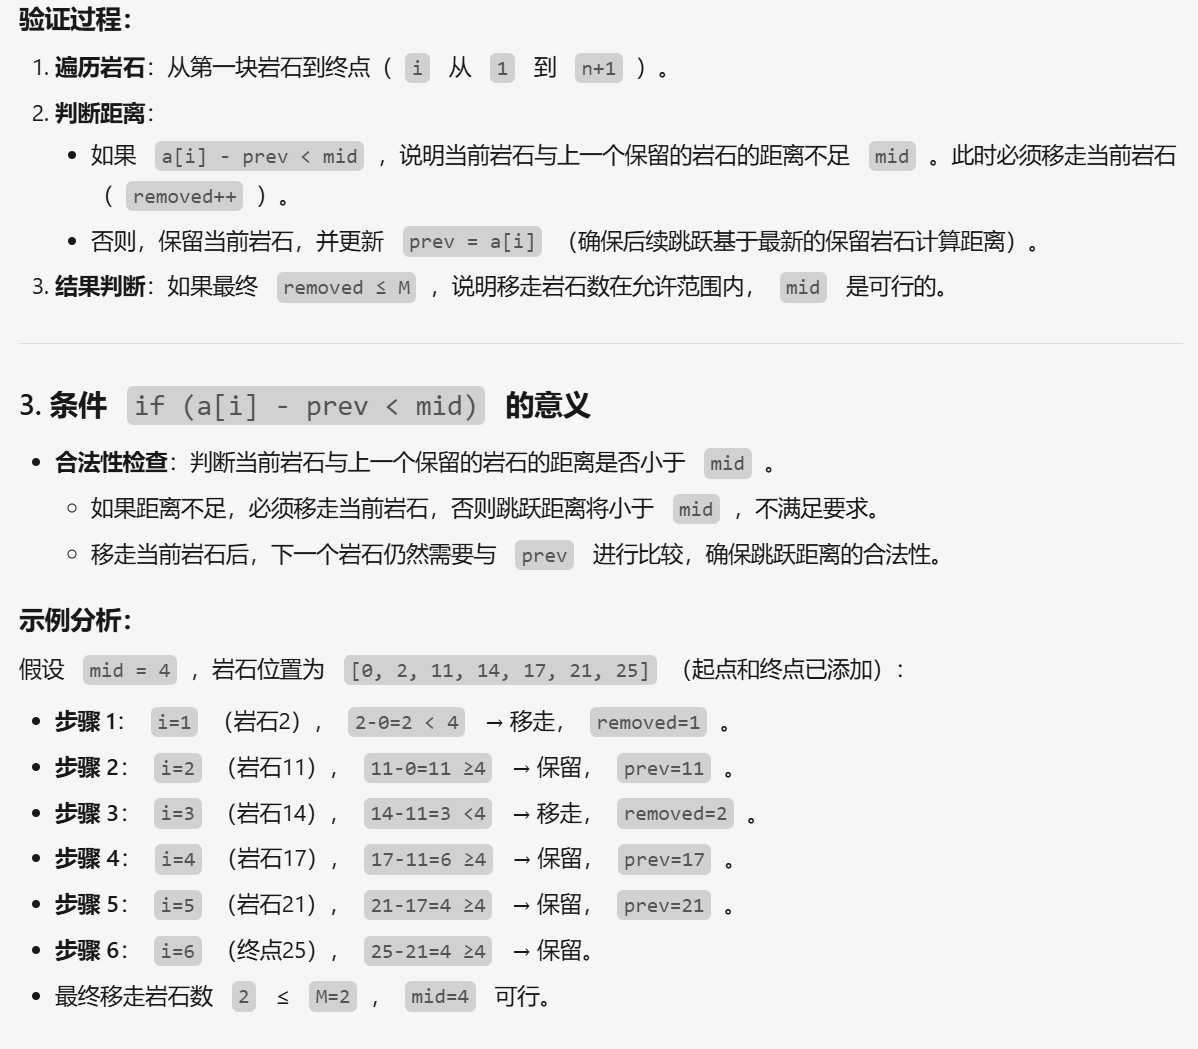 验证过程：
1. 遍历岩石：从第一块岩石到终点（ i 从 1 到 n+1 ）。
2. 判断距离：
• 如果 a[i] - prev < mid ，说明当前岩石与上一个保留的岩石的距离不足 mid 。此时必须移走当前岩石
（ removed++ ）。
• 否则，保留当前岩石，并更新 prev = a[i] （确保后续跳跃基于最新的保留岩石计算距离）。
3. 结果判断：如果最终 removed ≤ M ，说明移走岩石数在允许范围内， mid 是可行的。
3. 条件 if (a[i] - prev < mid) 的意义
• 合法性检查：判断当前岩石与上一个保留的岩石的距离是否小于 mid 。
○ 如果距离不足，必须移走当前岩石，否则跳跃距离将小于 mid ，不满足要求。
○ 移走当前岩石后，下一个岩石仍然需要与 prev 进行比较，确保跳跃距离的合法性。
示例分析：
假设 mid = 4 ，岩石位置为 [0, 2, 11, 14, 17, 21, 25] （起点和终点已添加）：
• 步骤 1： i=1 （岩石2）， 2-0=2 < 4 → 移走， removed=1 。
• 步骤 2： i=2 （岩石11）， 11-0=11 ≥4 → 保留， prev=11 。
• 步骤 3： i=3 （岩石14）， 14-11=3 <4 → 移走， removed=2 。
• 步骤 4： i=4 （岩石17）， 17-11=6 ≥4 → 保留， prev=17 。
• 步骤 5： i=5 （岩石21）， 21-17=4 ≥4 → 保留， prev=21 。
• 步骤 6： i=6 （终点25）， 25-21=4 ≥4 → 保留。
• 最终移走岩石数 2 ≤ M=2 ， mid=4 可行。